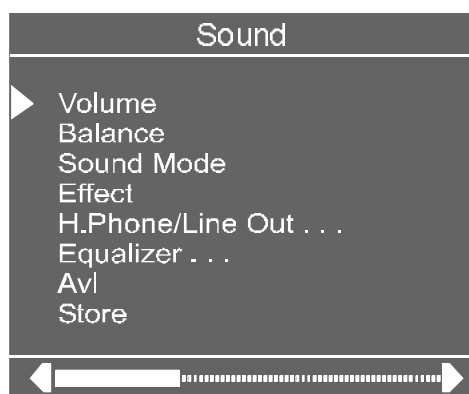 Sound
Volume
Balance
Sound Mode
Effect
H.Phone/Line Out . . .
Equalizer . . .
Avl
Store